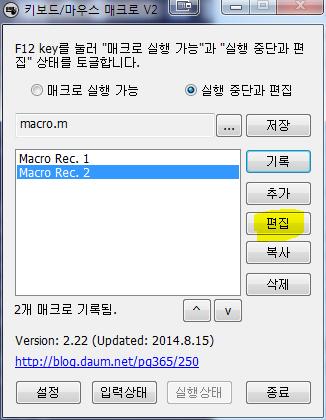 키보드/마우스 매크로 V2
F12 key를 눌러 "매크로 실행 가능"과 "실행 중단과 편
집" 상태를 토글합니다.
매크로 실행 가능 실행 중단과 편집
macro.m ... 저장
Macro Rec. 1
Macro Rec. 2
기록
추가
편집
복사
삭제
2개 매크로 기록됨. ^ v
Version: 2.22 (Updated: 2014.8.15)
http://blog.daum.net/pg365/250
설정 입력상태 실행상태 종료